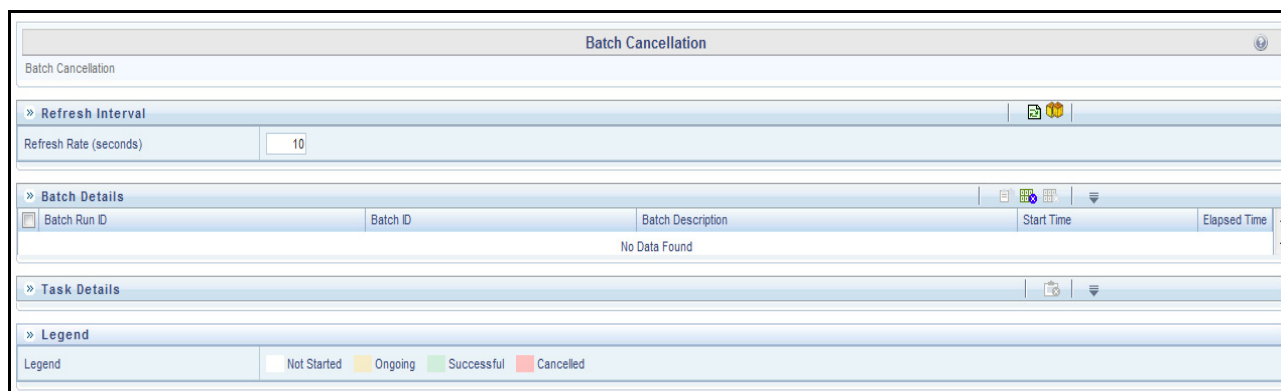 Batch Cancellation
Batch Cancellation
» Refresh Interval
Refresh Rate (seconds) 10
» Batch Details
Batch Run ID Batch ID Batch Description Start Time Elapsed Time
No Data Found
» Task Details
» Legend
Legend Not Started Ongoing Successful Cancelled